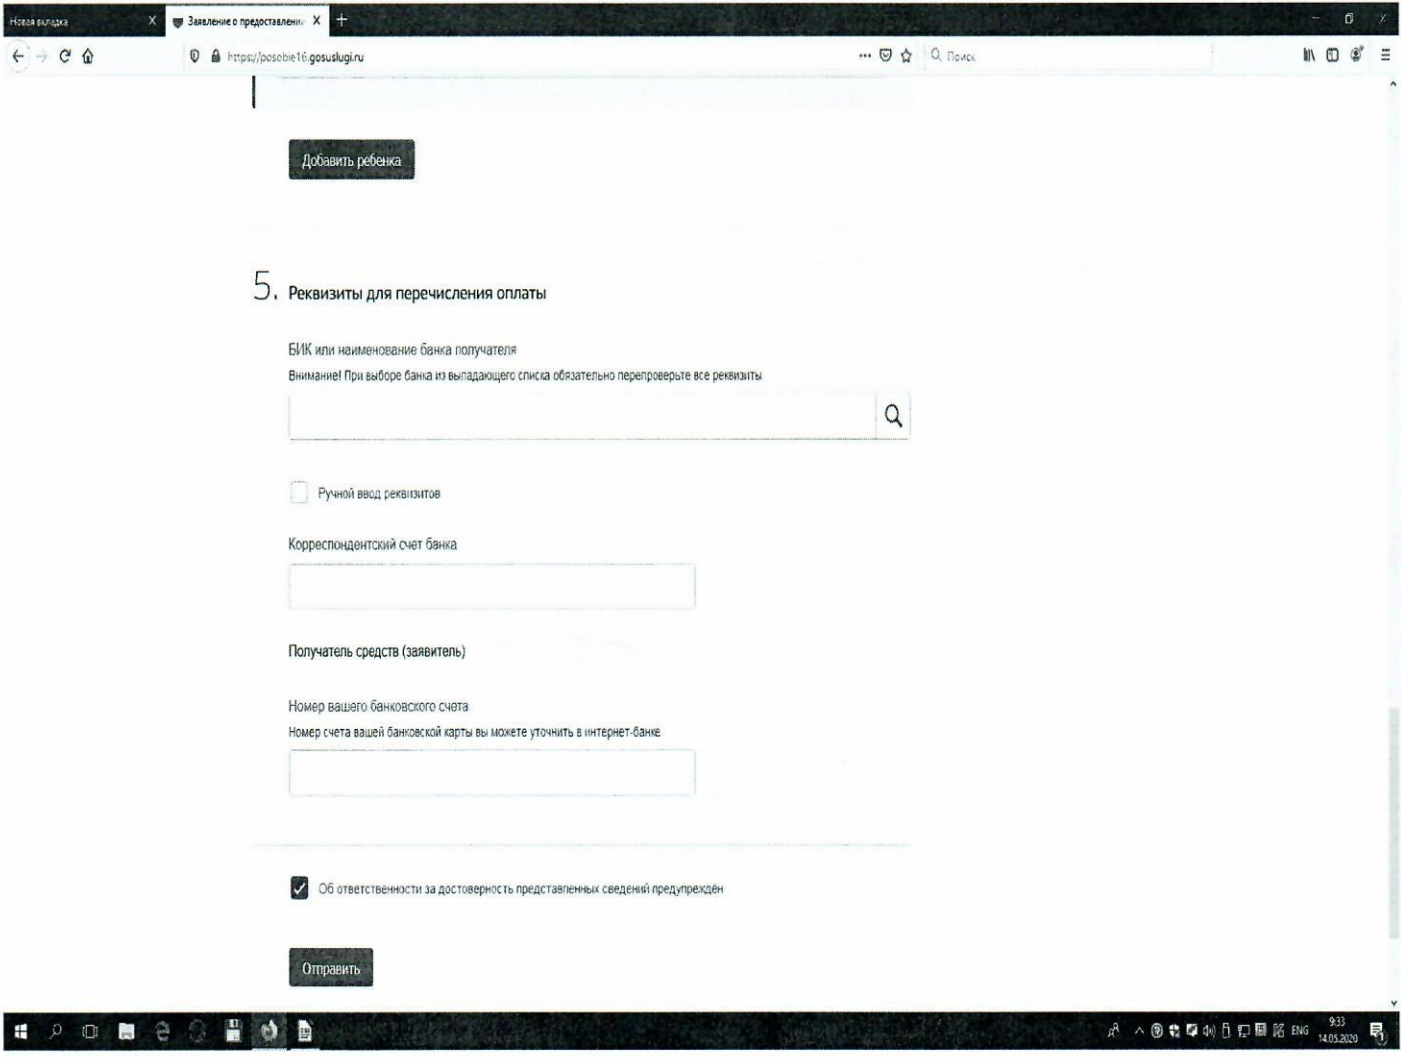 Новая вкладка X Заявление о предоставлении X +
https://posobie16.gosuslugi.ru ... Поиск
Добавить ребенка
5. Реквизиты для перечисления оплаты
БИК или наименование банка получателя
Внимание! При выборе банка из выпадающего списка обязательно перепроверьте все реквизиты
Ручной ввод реквизитов
Корреспондентский счет банка
Получатель средств (заявитель)
Номер вашего банковского счета
Номер счета вашей банковской карты вы можете уточнить в интернет-банке
Об ответственности за достоверность представленных сведений предупреждён
Отправить
ENG 9:33
14.05.2020